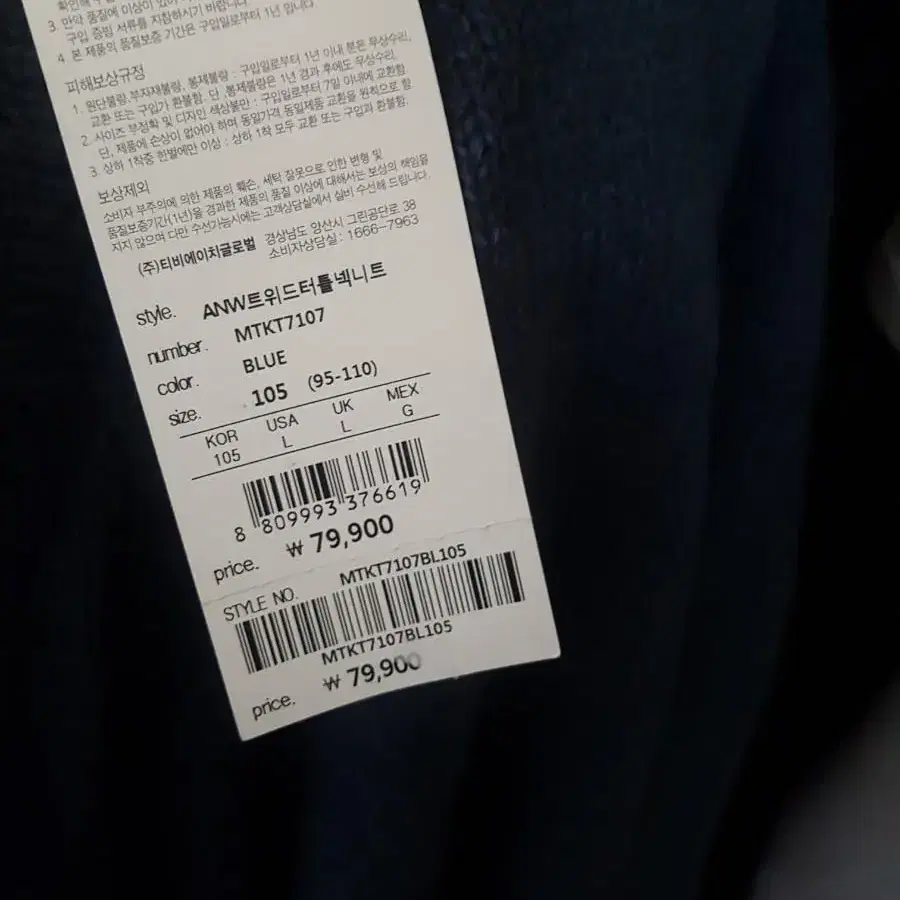 3. 만약 품질에 이상이 있어
구입 증빙 서류를 지참하시기 바랍니다.
4. 본 제품의 품질보증 기간은 구입일로부터 1년 입니다.
피해보상규정
1. 원단불량, 부자재불량, 봉제불량 : 구입일로부터 1년 이내 분은 무상수리,
교환 또는 구입가 환불함. 단, 봉제불량은 1년 경과 후에도 무상수리.
2. 사이즈 부정확 및 디자인 색상불만 : 구입일로부터 7일 이내에 교환함.
단, 제품에 손상이 없어야 하며 동일가격 동일제품 교환을 원칙으로 함
3. 상하 1착중 한벌에만 이상 : 상하 1착 모두 교환 또는 구입가 환불함.
보상제외
소비자 부주의에 의한 제품의 훼손, 세탁 잘못으로 인한 변형 및
품질보증기간(1년)을 경과한 제품의 품질 이상에 대해서는 보상의 책임을
지지 않으며 다만 수선가능시에는 고객상담실에서 실비 수선해 드립니다.
(주)티비에이치글로벌 경상남도 양산시 그린공단로 38
소비자상담실 : 1666-7963
style. ANW트위드터틀넥니트
number. MTKT7107
color. BLUE
size. 105 (95-110)
KOR USA UK MEX
105 L L G
8 809993 376619
price. ₩ 79,900
STYLE NO. MTKT7107BL105
MTKT7107BL105
price. ₩ 79,900